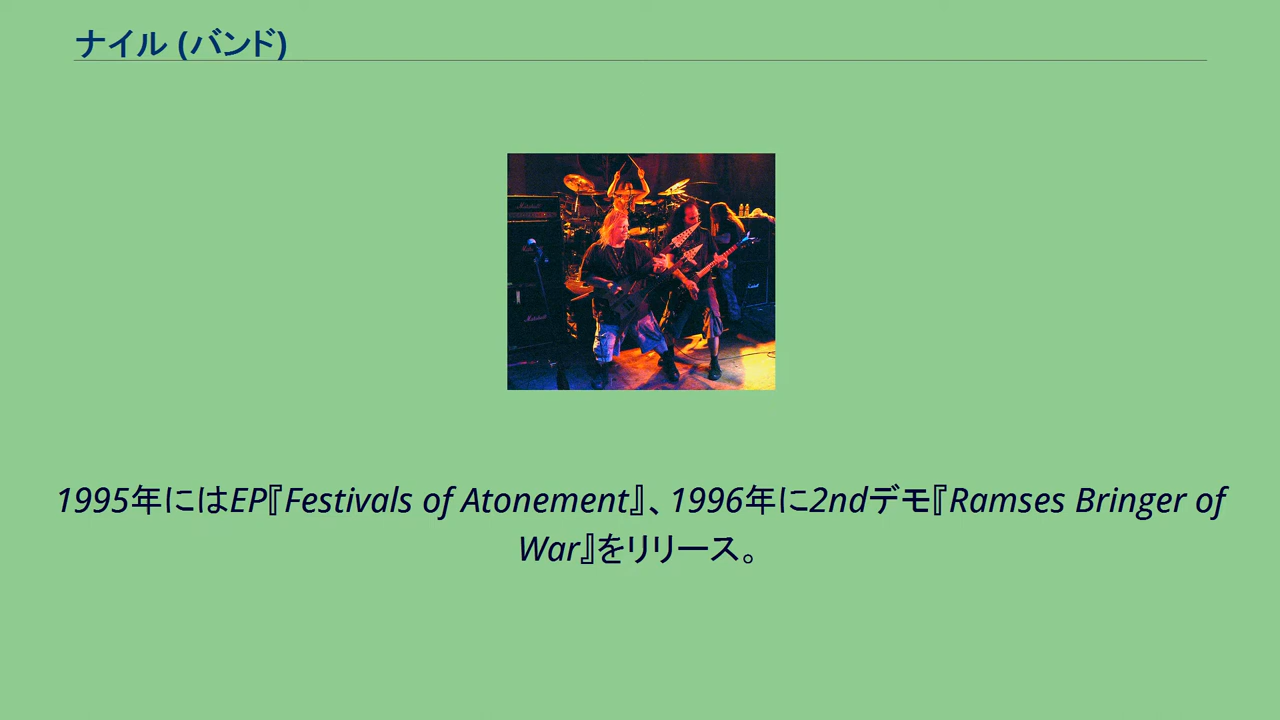 ナイル (バンド)
1995年にはEP『Festivals of Atonement』、1996年に2ndデモ『Ramses Bringer of
War』をリリース。